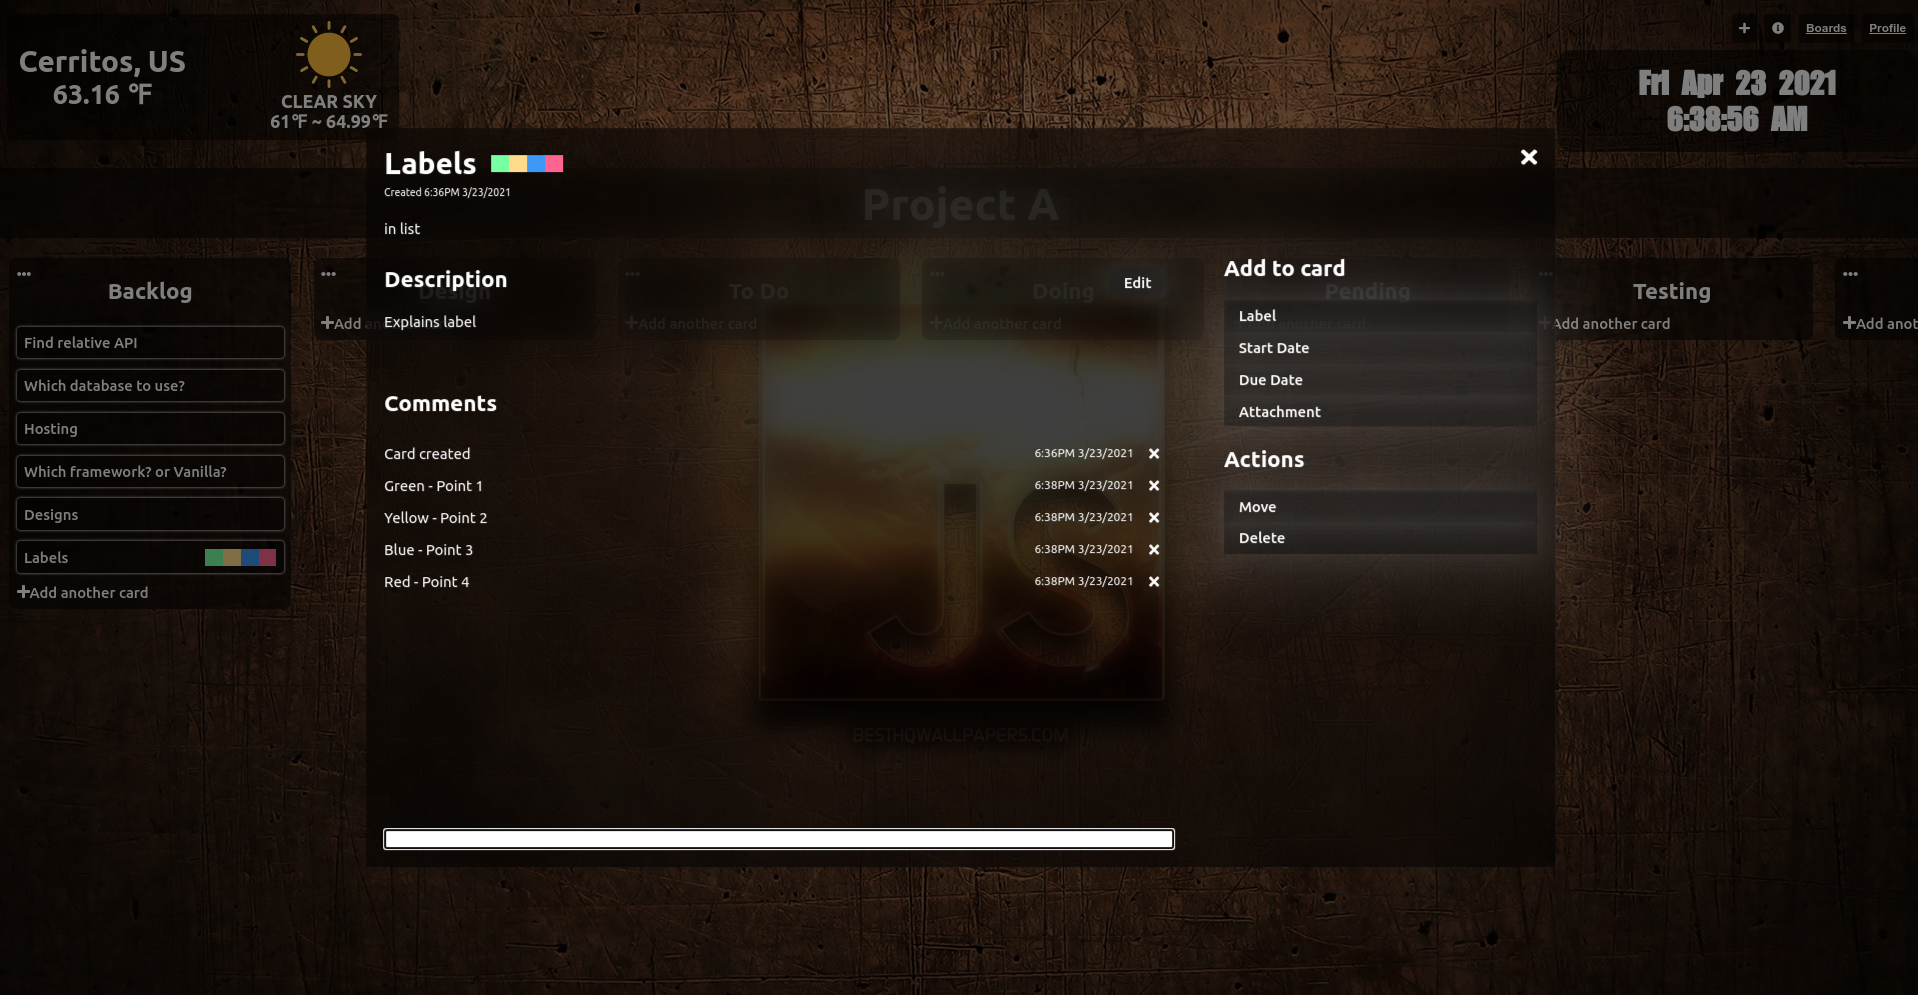 Cerritos, US
63.16 °F
CLEAR SKY
61°F ~ 64.99°F
Boards
Profile
Fri Apr 23 2021
6:38:56 AM
Labels
Created 6:36PM 3/23/2021
in list
Project A
Description
Edit
Explains label
Comments
Card created 6:36PM 3/23/2021
Green - Point 1 6:38PM 3/23/2021
Yellow - Point 2 6:38PM 3/23/2021
Blue - Point 3 6:38PM 3/23/2021
Red - Point 4 6:38PM 3/23/2021
Add to card
Label
Start Date
Due Date
Attachment
Actions
Move
Delete
Backlog
Find relative API
Which database to use?
Hosting
Which framework? or Vanilla?
Designs
Labels
Add another card
Design
Add
To Do
Add another card
Doing
Add another card
Pending
another card
Testing
Add another card
Add anot
JS
BESTHQWALLPAPERS.COM